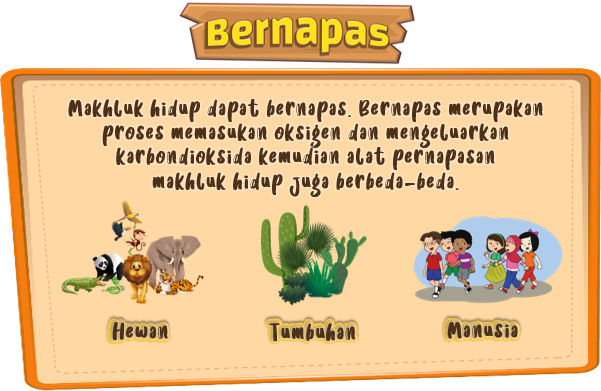 Bernapas
Makhluk hidup dapat bernapas. Bernapas merupakan
proses memasukan oksigen dan mengeluarkan
karbondioksida kemudian alat pernapasan
makhluk hidup juga berbeda-beda.
Hewan
Tumbuhan
Manusia